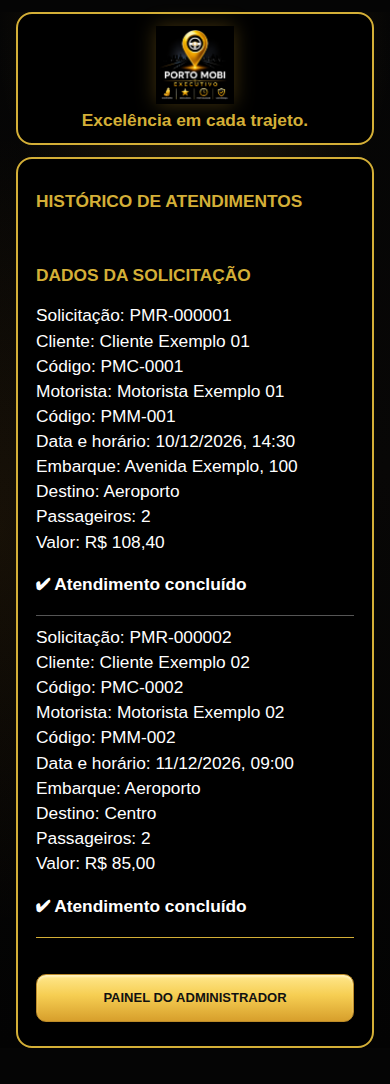 PORTO MOBI
EXECUTIVO
Excelência em cada trajeto.
HISTÓRICO DE ATENDIMENTOS
DADOS DA SOLICITAÇÃO
Solicitação: PMR-000001
Cliente: Cliente Exemplo 01
Código: PMC-0001
Motorista: Motorista Exemplo 01
Código: PMM-001
Data e horário: 10/12/2026, 14:30
Embarque: Avenida Exemplo, 100
Destino: Aeroporto
Passageiros: 2
Valor: R$ 108,40
✔ Atendimento concluído
Solicitação: PMR-000002
Cliente: Cliente Exemplo 02
Código: PMC-0002
Motorista: Motorista Exemplo 02
Código: PMM-002
Data e horário: 11/12/2026, 09:00
Embarque: Aeroporto
Destino: Centro
Passageiros: 2
Valor: R$ 85,00
✔ Atendimento concluído
PAINEL DO ADMINISTRADOR